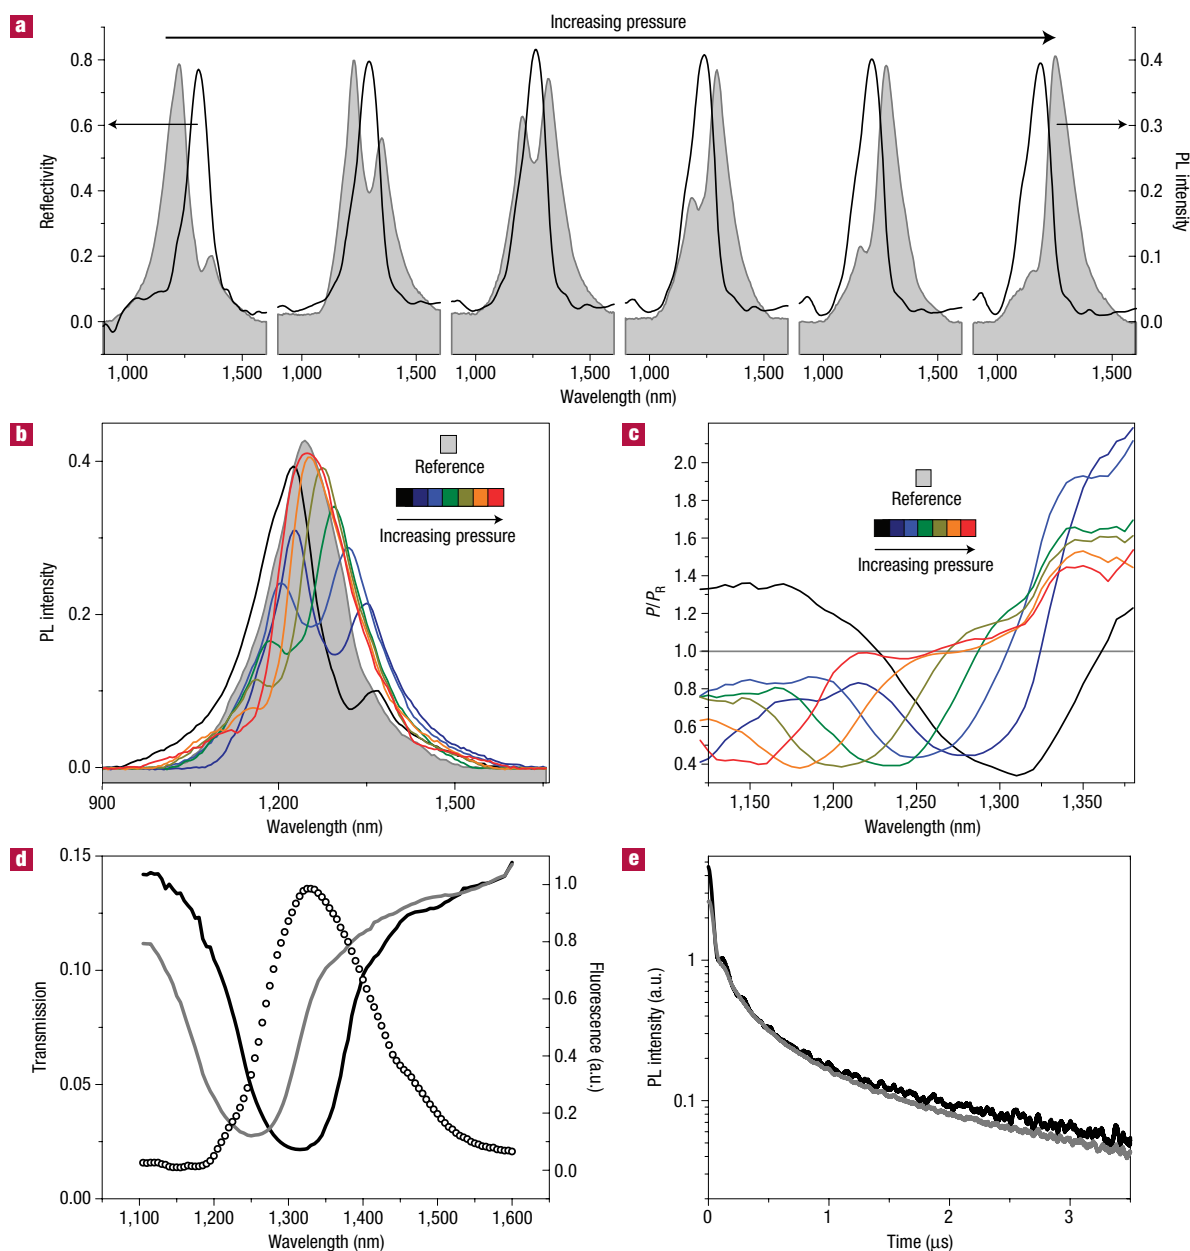 a
Increasing pressure
0.8
0.6
0.4
0.2
0.0
Reflectivity
0.4
0.3
0.2
0.1
0.0
PL intensity
1,000 1,500 1,000 1,500 1,000 1,500 1,000 1,500 1,000 1,500 1,000 1,500
Wavelength (nm)
b
0.4
0.2
0.0
PL intensity
Reference
Increasing pressure
900 1,200 1,500
Wavelength (nm)
c
2.0
1.8
1.6
1.4
1.2
1.0
0.8
0.6
0.4
P/PR
Reference
Increasing pressure
1,150 1,200 1,250 1,300 1,350
Wavelength (nm)
d
0.15
0.10
0.05
0.00
Transmission
1.0
0.8
0.6
0.4
0.2
0.0
Fluorescence (a.u.)
1,100 1,200 1,300 1,400 1,500 1,600
Wavelength (nm)
e
1
0.1
PL intensity (a.u.)
0 1 2 3
Time (μs)